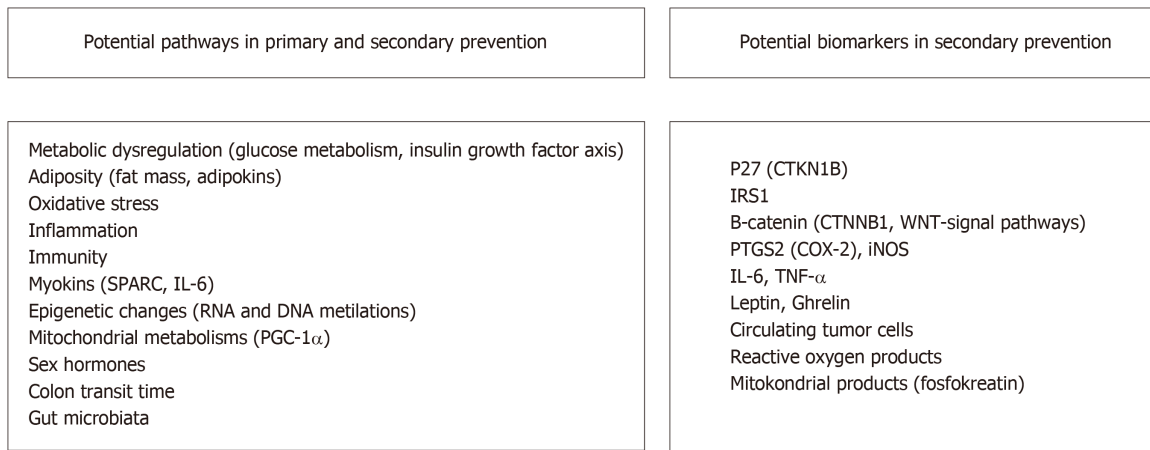 Potential pathways in primary and secondary prevention
Potential biomarkers in secondary prevention
Metabolic dysregulation (glucose metabolism, insulin growth factor axis)
Adiposity (fat mass, adipokins)
Oxidative stress
Inflammation
Immunity
Myokins (SPARC, IL-6)
Epigenetic changes (RNA and DNA metilations)
Mitochondrial metabolisms (PGC-1α)
Sex hormones
Colon transit time
Gut microbiata
P27 (CTKN1B)
IRS1
B-catenin (CTNNB1, WNT-signal pathways)
PTGS2 (COX-2), iNOS
IL-6, TNF-α
Leptin, Ghrelin
Circulating tumor cells
Reactive oxygen products
Mitokondrial products (fosfokreatin)